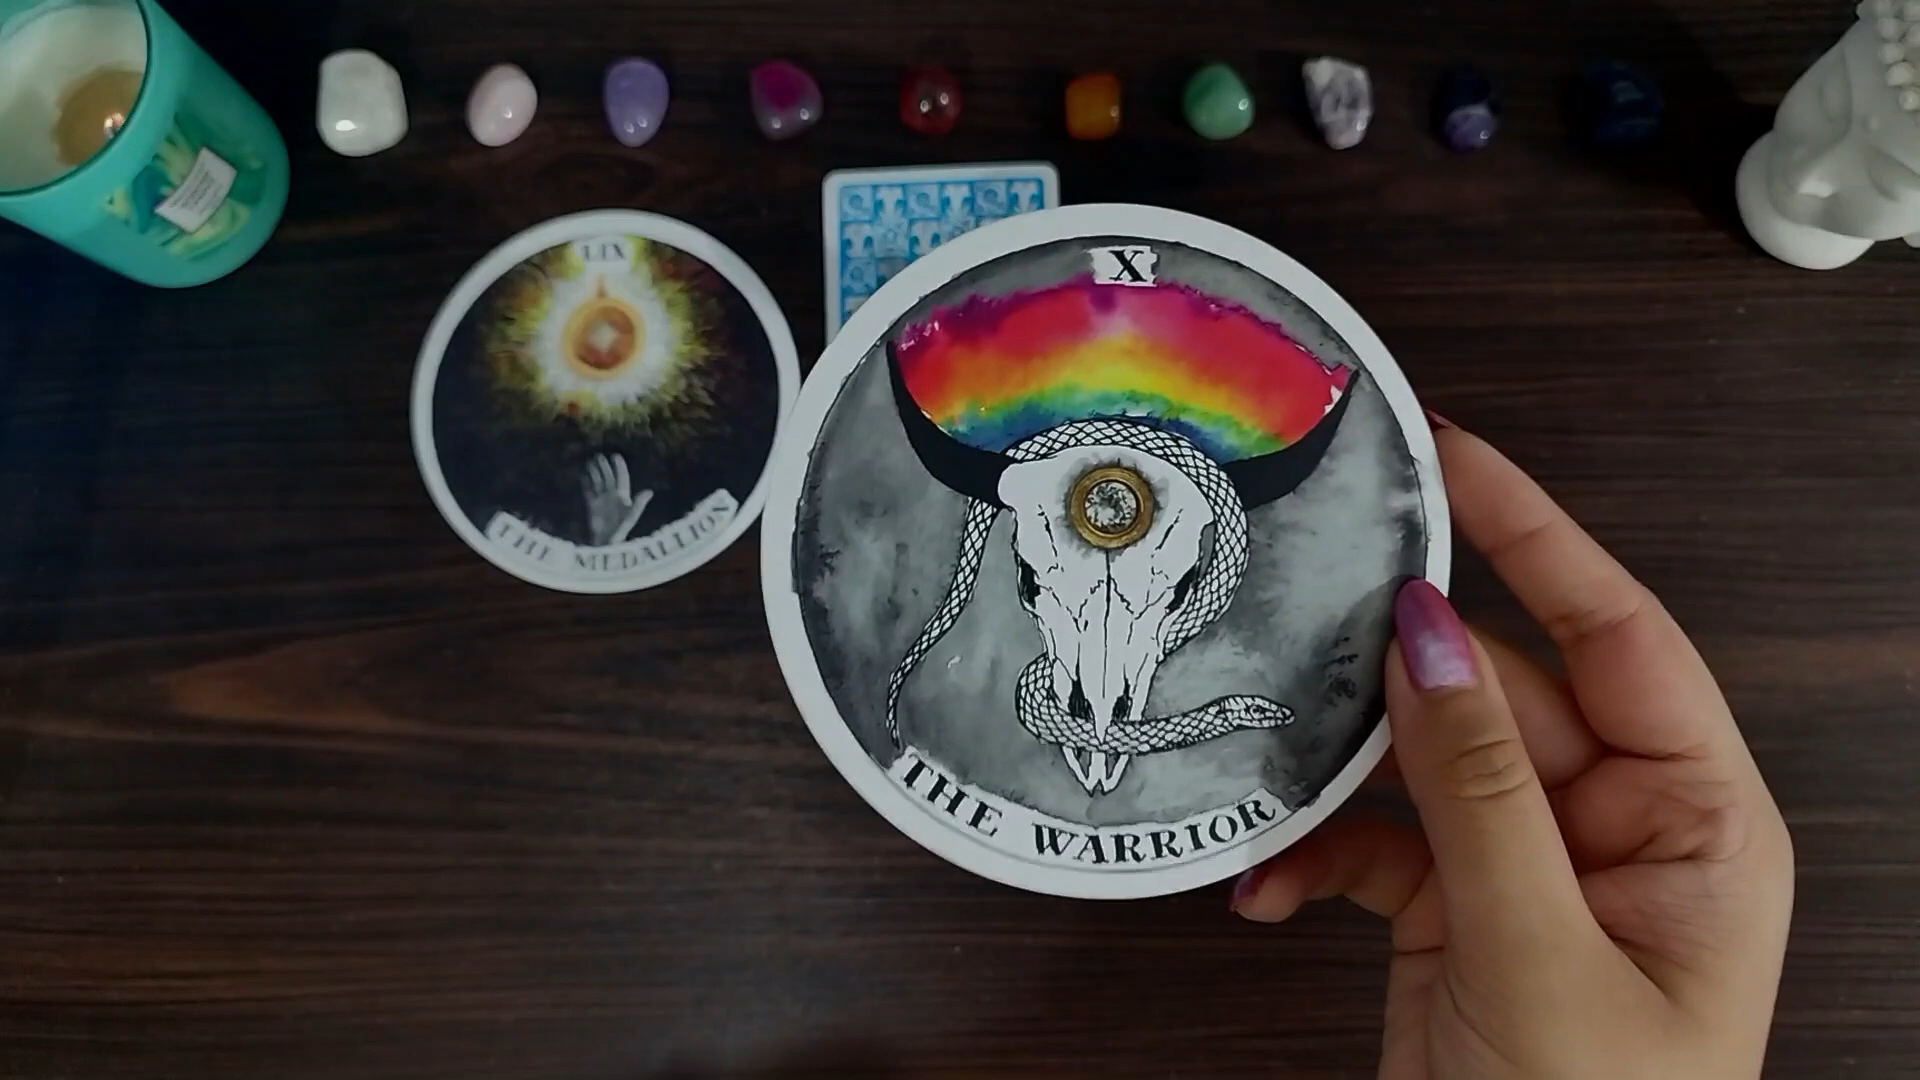 LIX
THE MEDALLION
X
THE WARRIOR